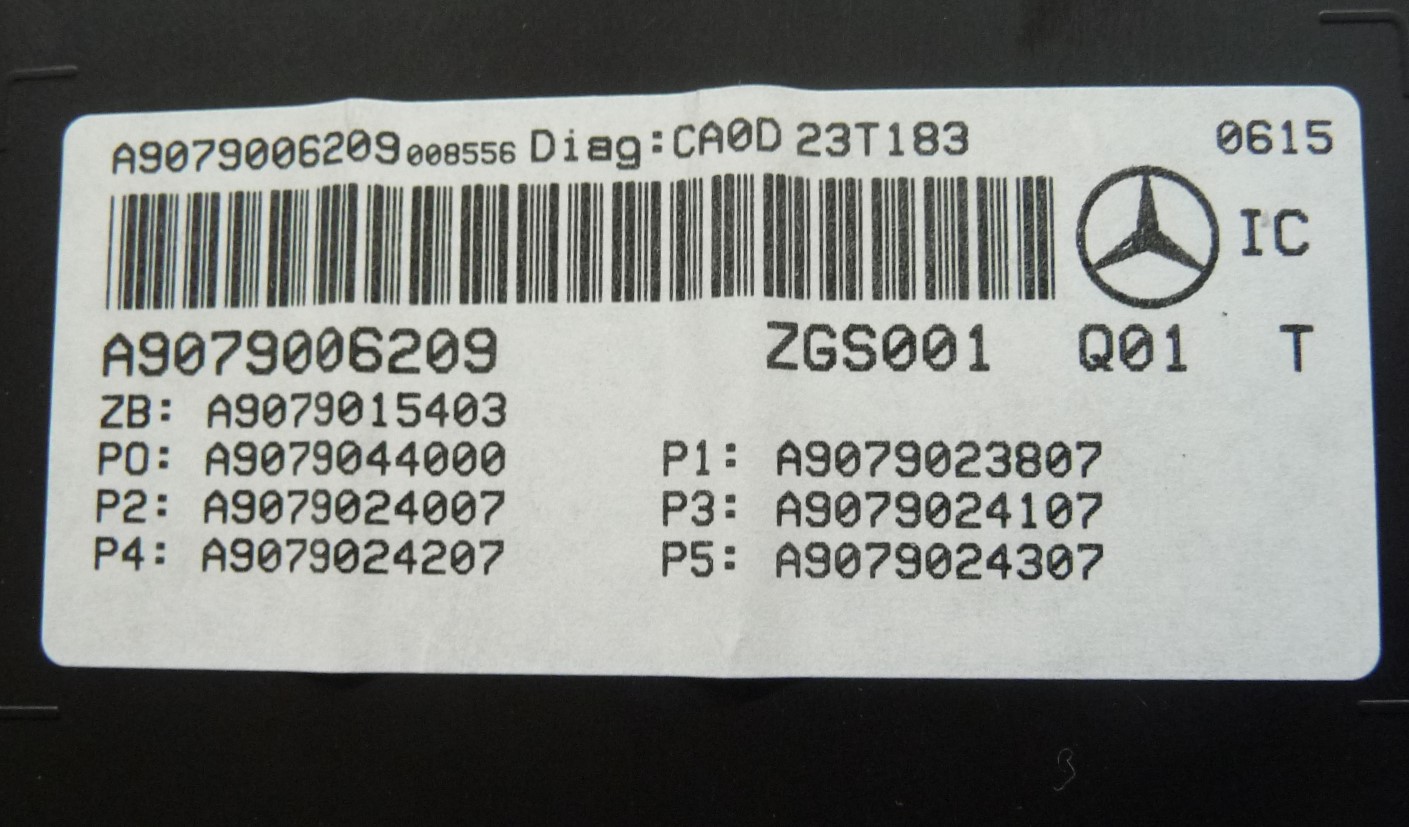 A9079006209 008556 Diag:CA0D 23T183 0615
IC
A9079006209 ZGS001 Q01 T
ZB: A9079015403
P0: A9079044000 P1: A9079023807
P2: A9079024007 P3: A9079024107
P4: A9079024207 P5: A9079024307